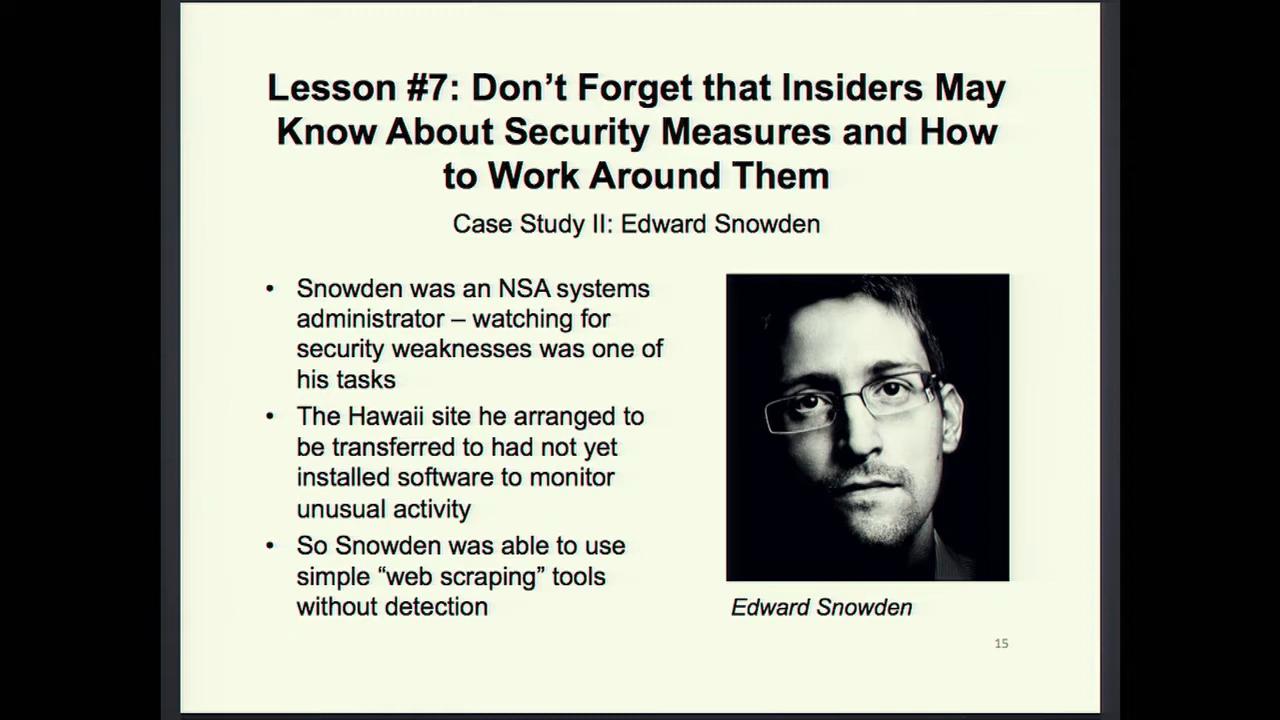 Lesson #7: Don’t Forget that Insiders May
Know About Security Measures and How
to Work Around Them
Case Study II: Edward Snowden
• Snowden was an NSA systems
administrator – watching for
security weaknesses was one of
his tasks
• The Hawaii site he arranged to
be transferred to had not yet
installed software to monitor
unusual activity
• So Snowden was able to use
simple “web scraping” tools
without detection
Edward Snowden
15